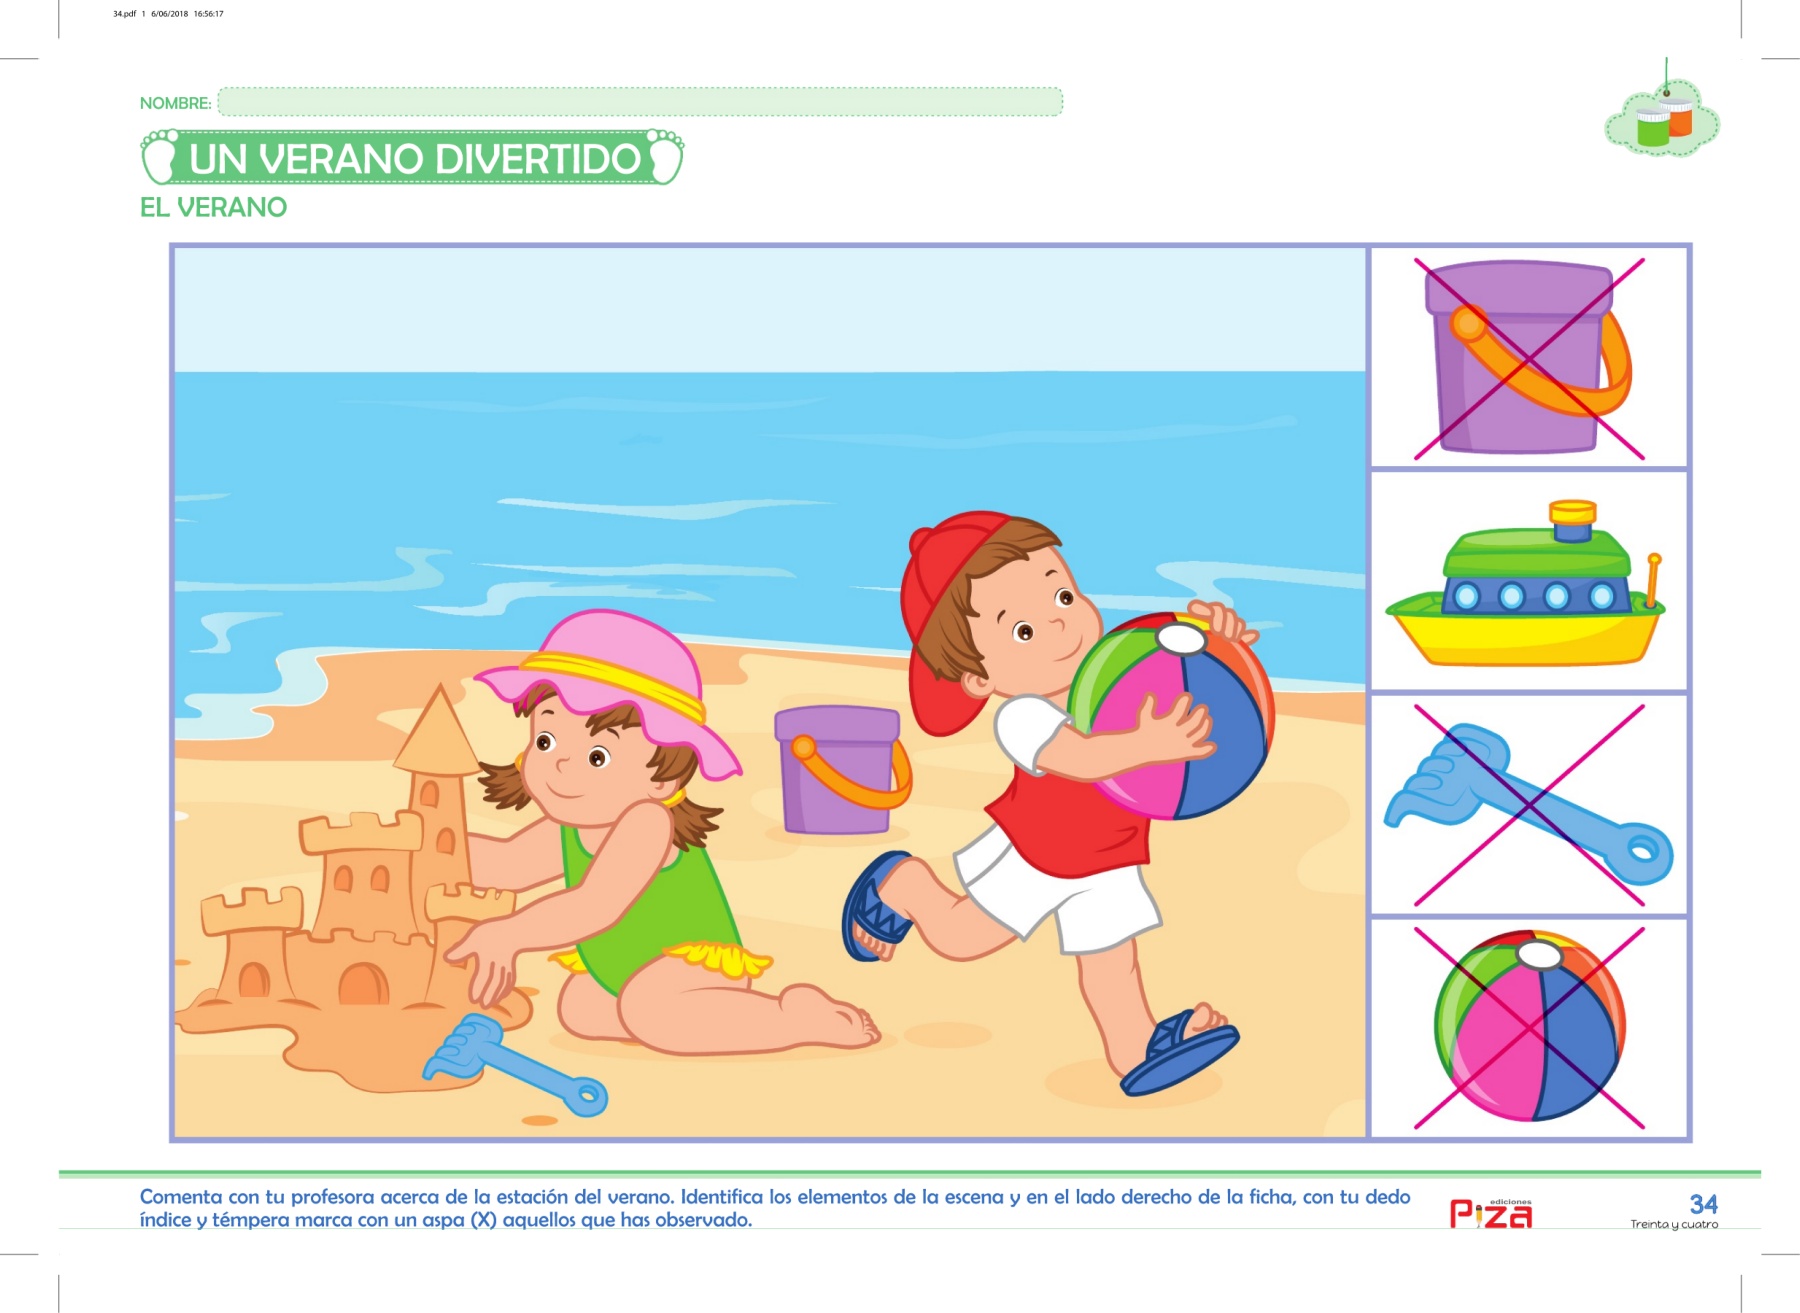 34.pdf 1 6/06/2018 16:56:17
NOMBRE:
UN VERANO DIVERTIDO
EL VERANO
Comenta con tu profesora acerca de la estación del verano. Identifica los elementos de la escena y en el lado derecho de la ficha, con tu dedo
índice y témpera marca con un aspa (X) aquellos que has observado.
ediciones
Piza
34
Treinta y cuatro